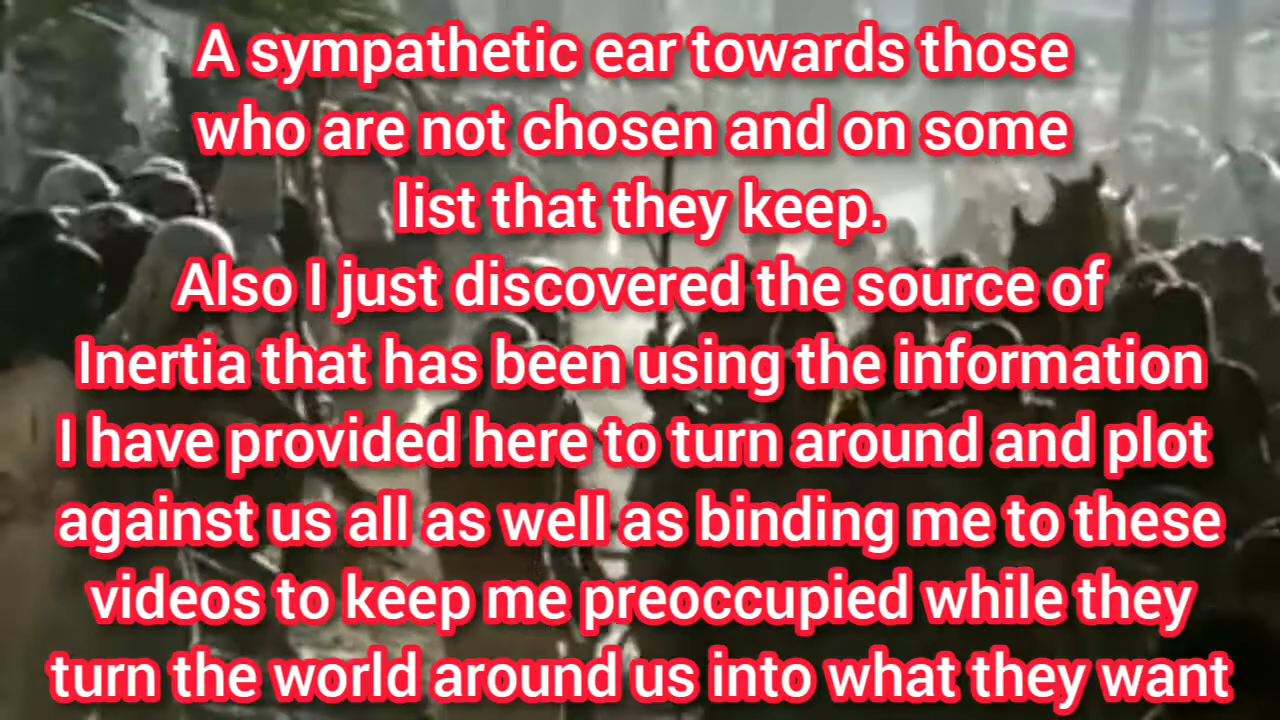 A sympathetic ear towards those
who are not chosen and on some
list that they keep.
Also I just discovered the source of
Inertia that has been using the information
I have provided here to turn around and plot
against us all as well as binding me to these
videos to keep me preoccupied while they
turn the world around us into what they want